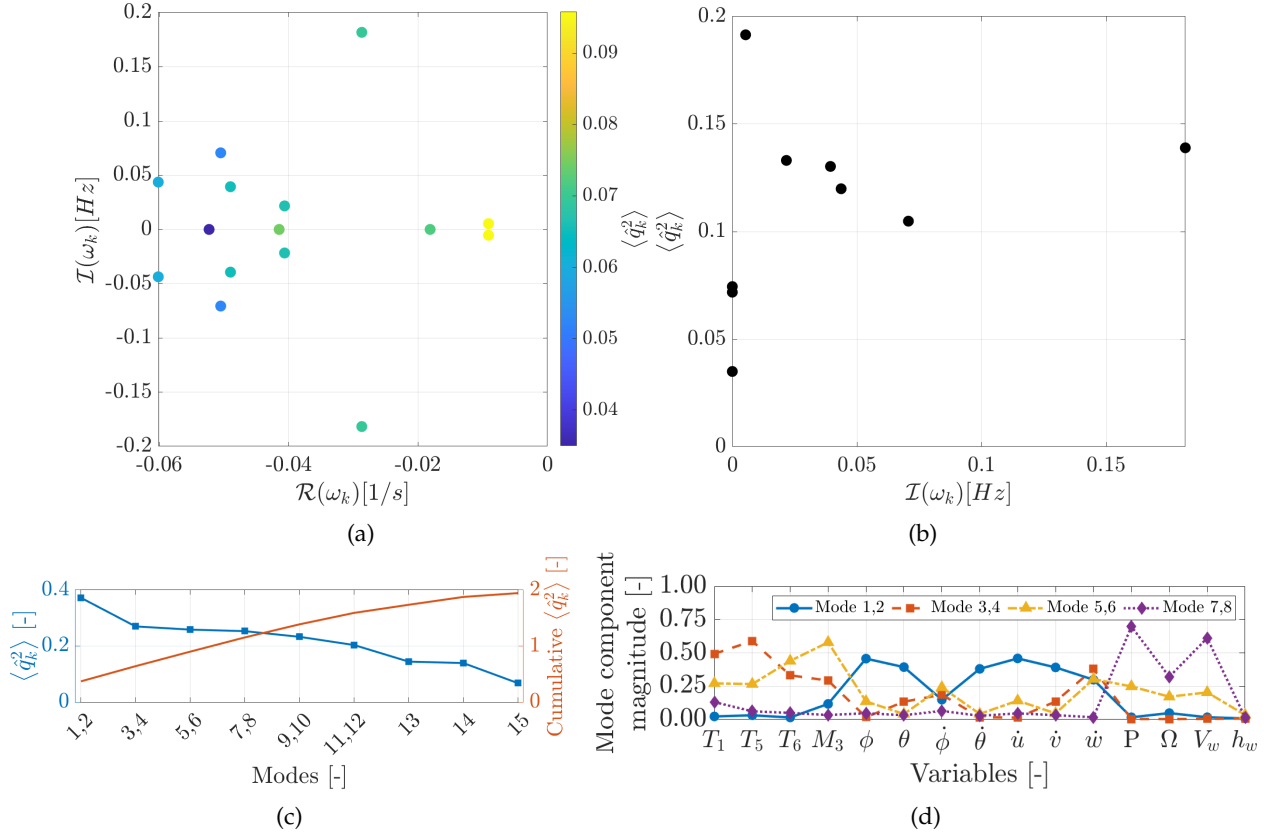 0.2
0.15
0.1
0.05
0
-0.05
-0.1
-0.15
-0.2
-0.06 -0.04 -0.02 0
ℐ(ω_k)[Hz]
ℛ(ω_k)[1/s]
0.09
0.08
0.07
0.06
0.05
0.04
⟨q̂_k^2⟩
(a)
0.2
0.15
0.1
0.05
0
0 0.05 0.1 0.15
⟨q̂_k^2⟩
ℐ(ω_k)[Hz]
(b)
0.4
0.2
0
⟨q̂_k^2⟩ [-]
2
1
0
Cumulative ⟨q̂_k^2⟩ [-]
1,2 3,4 5,6 7,8 9,10 11,12 13 14 15
Modes [-]
(c)
1.00
0.75
0.50
0.25
0.00
Mode component
magnitude [-]
Mode 1,2 Mode 3,4 Mode 5,6 Mode 7,8
T_1 T_5 T_6 M_3 ϕ θ ϕ̇ θ̇ u̇ v̇ ẇ P Ω V_w h_w
Variables [-]
(d)